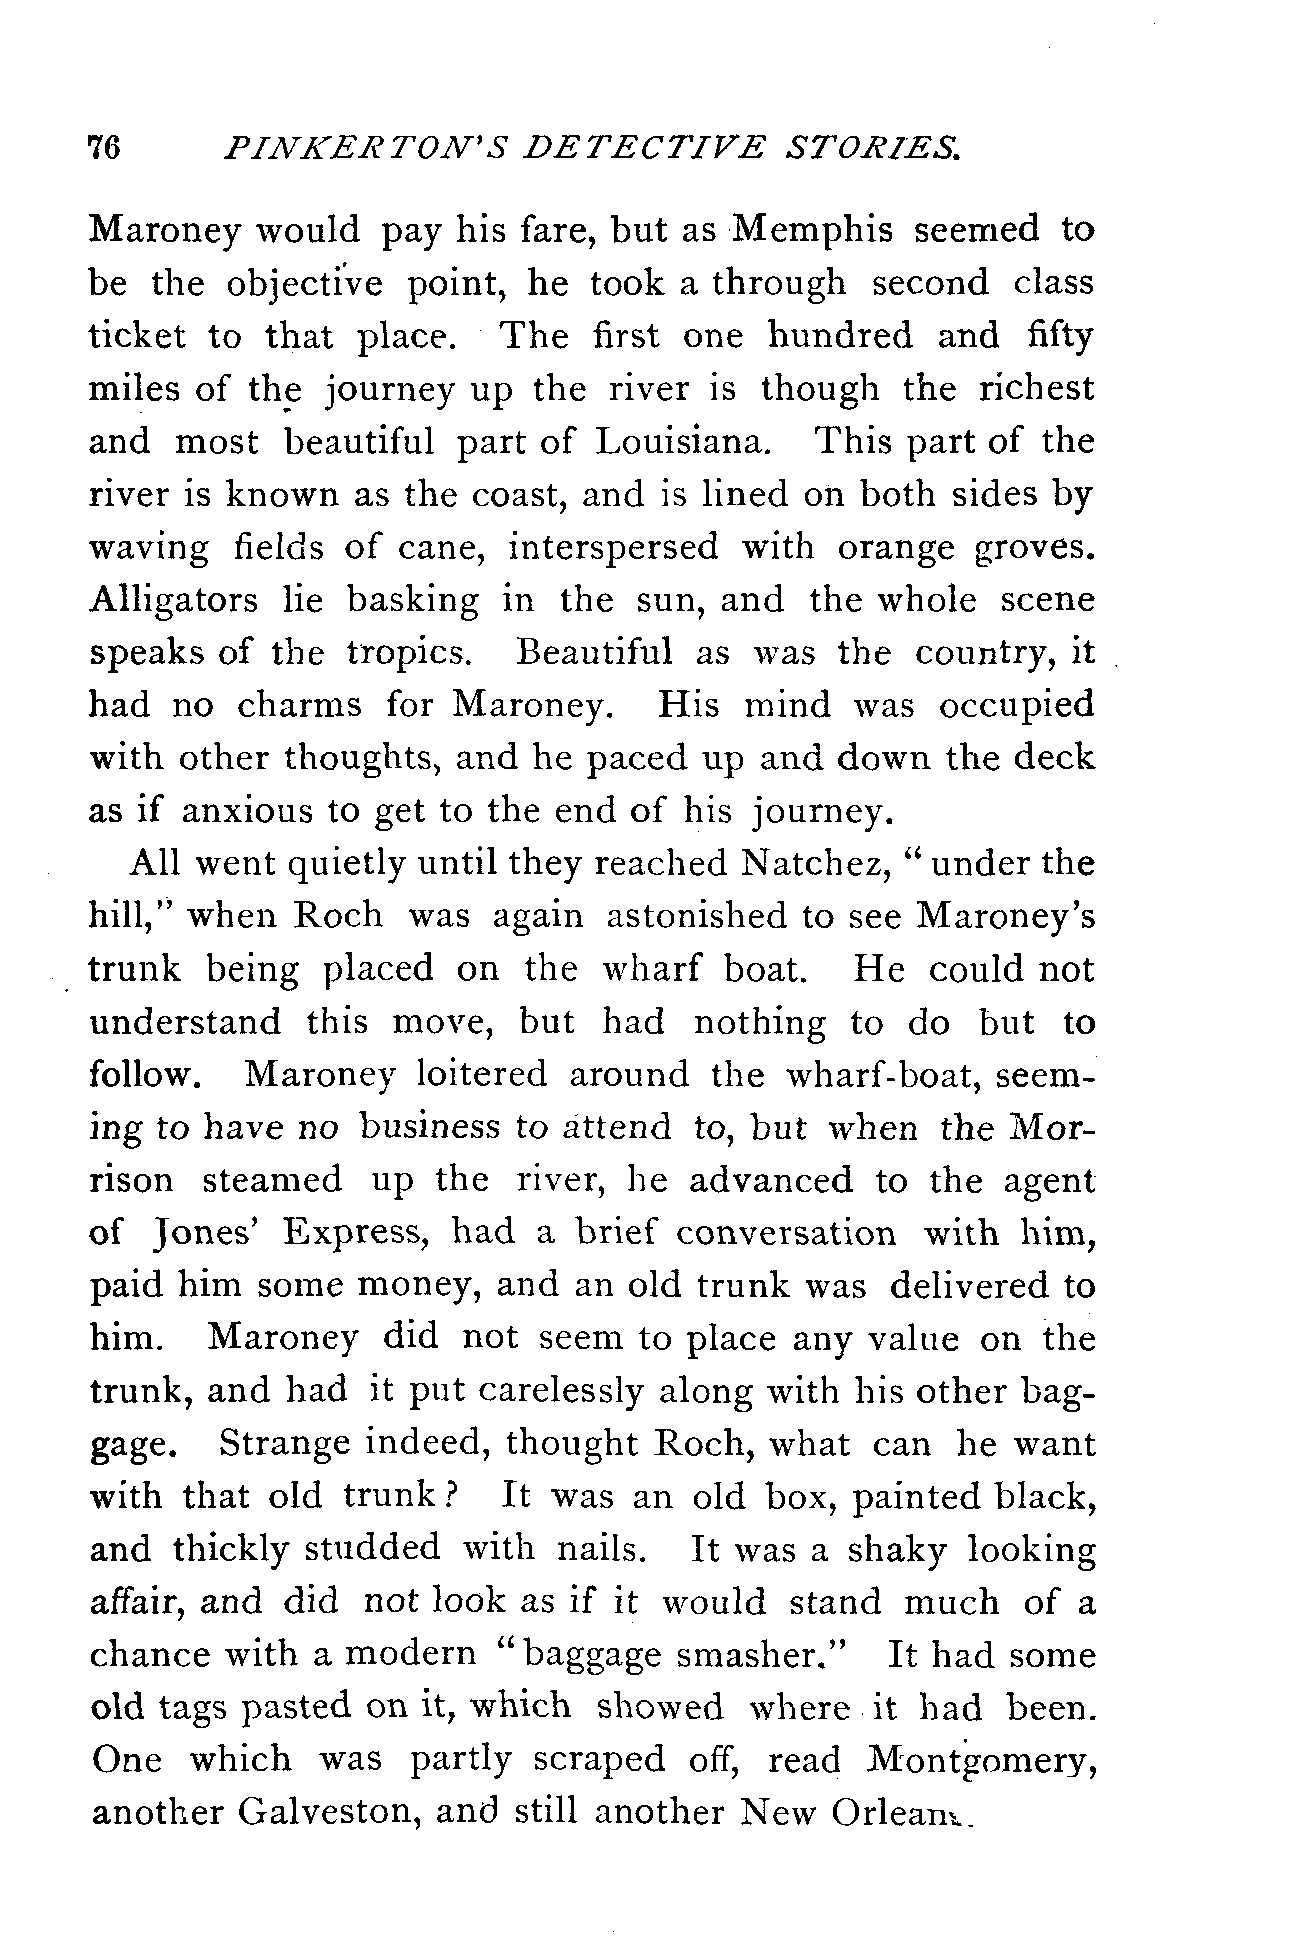 76 PINKERTON'S DETECTIVE STORIES.
Maroney would pay his fare, but as Memphis seemed to
be the objective point, he took a through second class
ticket to that place. The first one hundred and fifty
miles of the journey up the river is though the richest
and most beautiful part of Louisiana. This part of the
river is known as the coast, and is lined on both sides by
waving fields of cane, interspersed with orange groves.
Alligators lie basking in the sun, and the whole scene
speaks of the tropics. Beautiful as was the country, it
had no charms for Maroney. His mind was occupied
with other thoughts, and he paced up and down the deck
as if anxious to get to the end of his journey.
All went quietly until they reached Natchez, “ under the
hill,” when Roch was again astonished to see Maroney's
trunk being placed on the wharf boat. He could not
understand this move, but had nothing to do but to
follow. Maroney loitered around the wharf-boat, seem-
ing to have no business to attend to, but when the Mor-
rison steamed up the river, he advanced to the agent
of Jones' Express, had a brief conversation with him,
paid him some money, and an old trunk was delivered to
him. Maroney did not seem to place any value on the
trunk, and had it put carelessly along with his other bag-
gage. Strange indeed, thought Roch, what can he want
with that old trunk ? It was an old box, painted black,
and thickly studded with nails. It was a shaky looking
affair, and did not look as if it would stand much of a
chance with a modern “ baggage smasher.” It had some
old tags pasted on it, which showed where it had been.
One which was partly scraped off, read Montgomery,
another Galveston, and still another New Orleans.